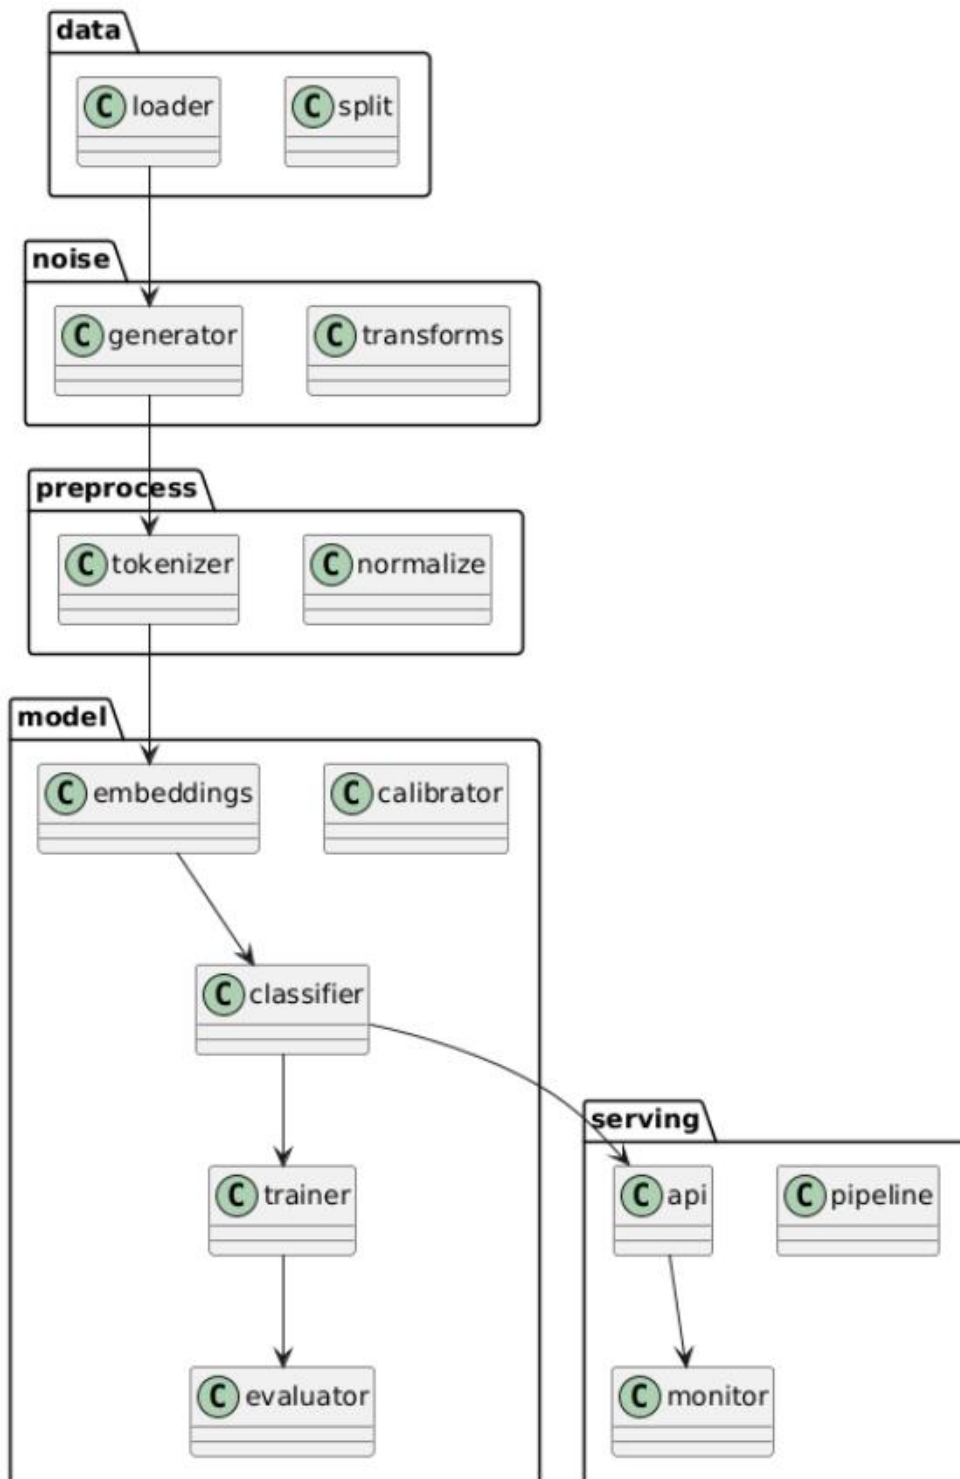 data
C loader
C split
noise
C generator
C transforms
preprocess
C tokenizer
C normalize
model
C embeddings
C calibrator
C classifier
serving
C trainer
C api
C pipeline
C evaluator
C monitor